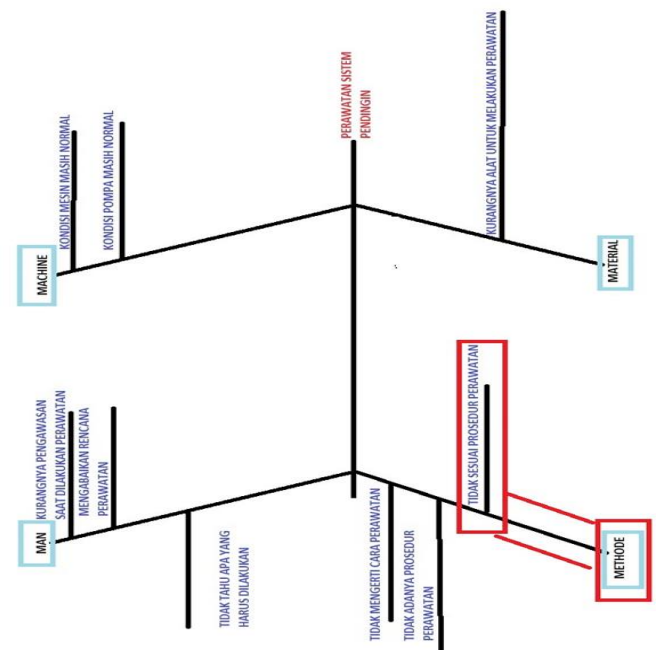 MAN
KURANGNYA PENGAWASAN
SAAT DILAKUKAN PERAWATAN
MENGABAIKAN RENCANA
PERAWATAN
TIDAK TAHU APA YANG
HARUS DILAKUKAN
MACHINE
KONDISI MESIN MASIH NORMAL
KONDISI POMPA MASIH NORMAL
PERAWATAN SISTEM
PENDINGIN
TIDAK MENGERTI CARA PERAWATAN
TIDAK ADANYA PROSEDUR
PERAWATAN
TIDAK SESUAI PROSEDUR PERAWATAN
METHODE
KURANGNYA ALAT UNTUK MELAKUKAN PERAWATAN
MATERIAL